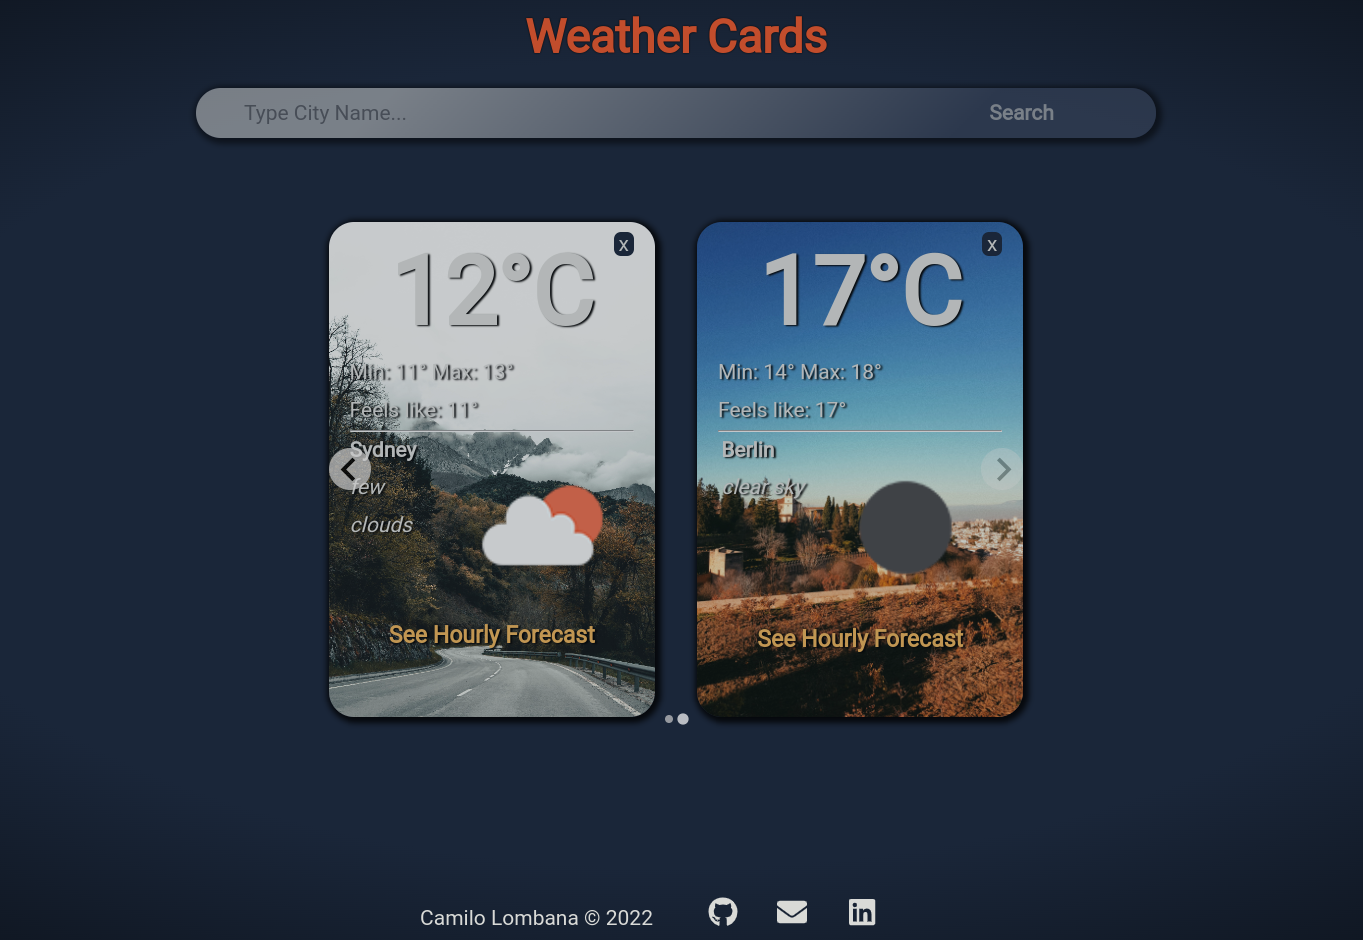 Weather Cards
Type City Name...
Search
x
12°C
Min: 11° Max: 13°
Feels like: 11°
Sydney
few
clouds
See Hourly Forecast
x
17°C
Min: 14° Max: 18°
Feels like: 17°
Berlin
clear sky
See Hourly Forecast
Camilo Lombana © 2022